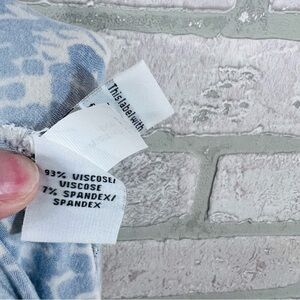 This label with
93% VISCOSE/
VISCOSE
7% SPANDEX/
SPANDEX